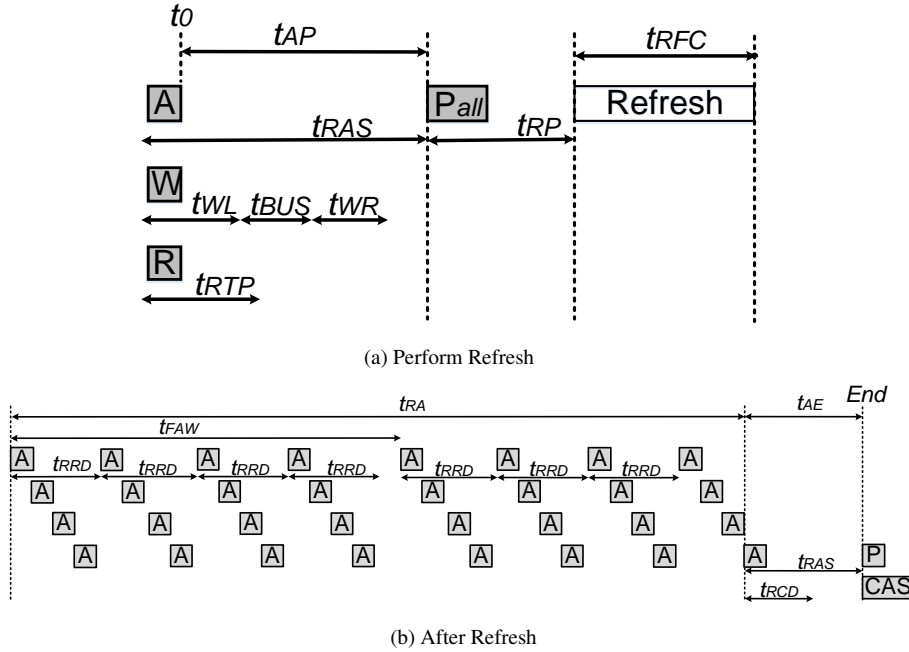 t0
tAP
tRFC
A
Pall
Refresh
tRAS
tRP
W
tWL tBUS tWR
R
tRTP
(a) Perform Refresh
End
tRA
tAE
tFAW
A A A A A A A A
tRRD tRRD tRRD tRRD tRRD tRRD tRRD
A A A A A A A A
A A A A A A A A
A A A A A A A A P
tRAS
tRCD
CAS
(b) After Refresh